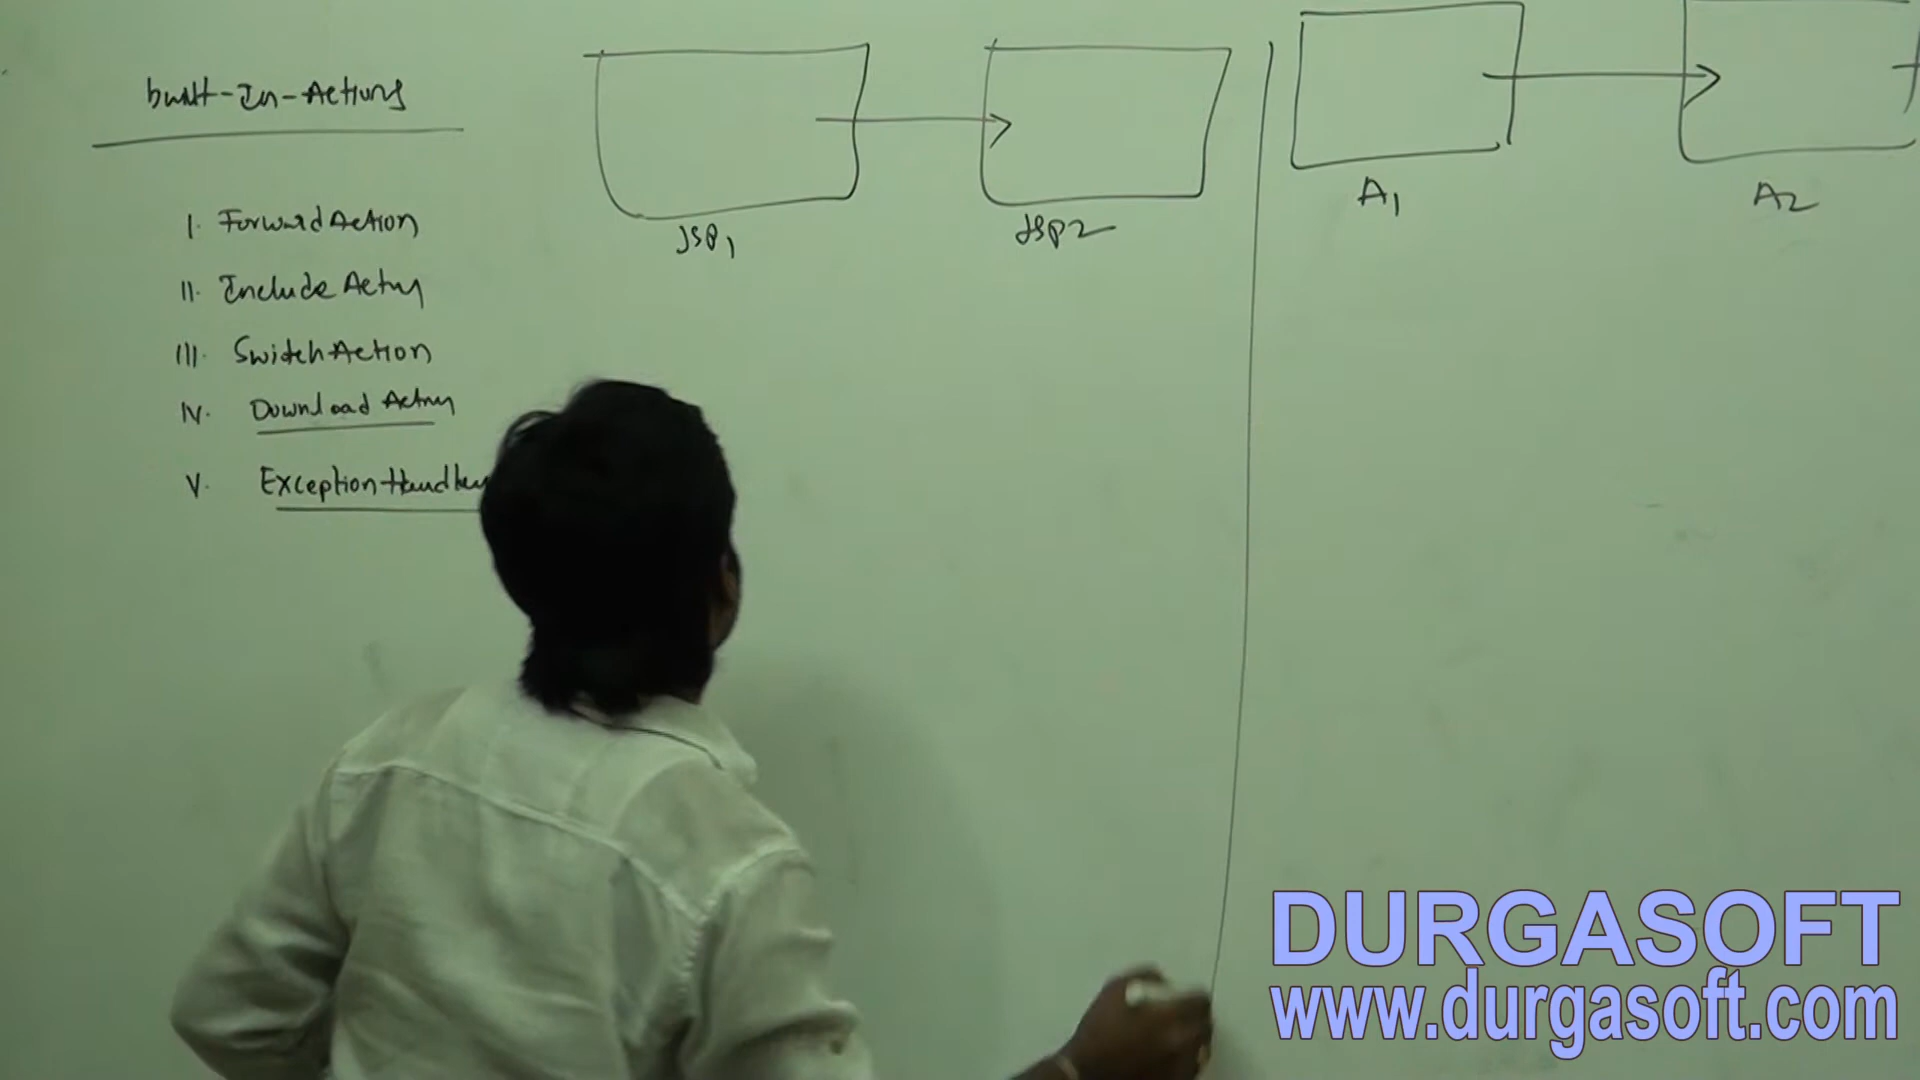 built-In-Actions
I. Forward Action
II. Include Action
III. Switch Action
IV. Download Action
V. Exception Handler
JSP1
JSP2
A1
A2
DURGASOFT
www.durgasoft.com